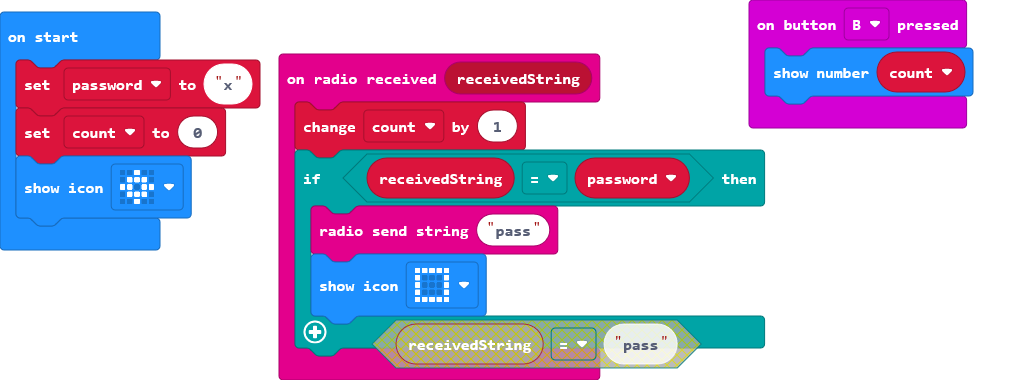 on start
set password to "x"
set count to 0
show icon
on radio received receivedString
change count by 1
if receivedString = password then
radio send string "pass"
show icon
receivedString = "pass"
on button B pressed
show number count